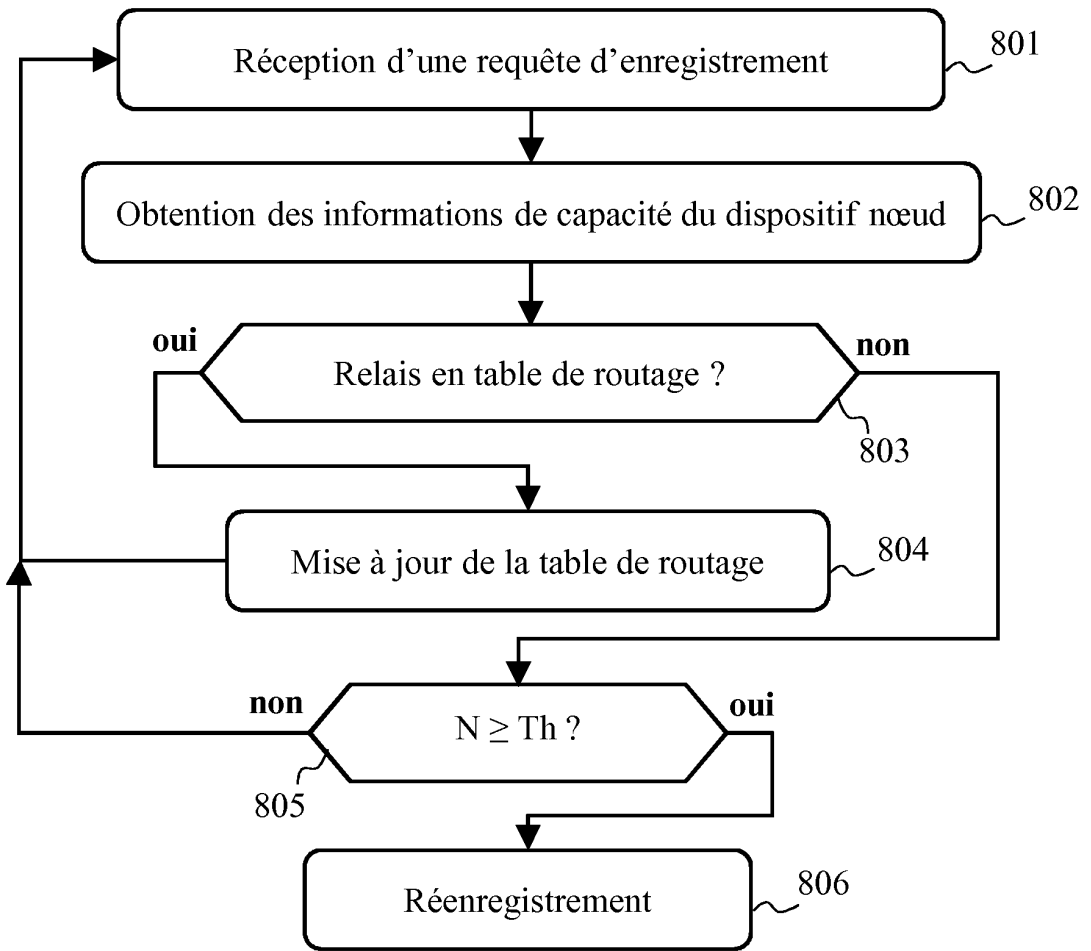 Réception d’une requête d’enregistrement
801
Obtention des informations de capacité du dispositif nœud
802
oui
Relais en table de routage ?
non
803
Mise à jour de la table de routage
804
non
N ≥ Th ?
oui
805
Réenregistrement
806